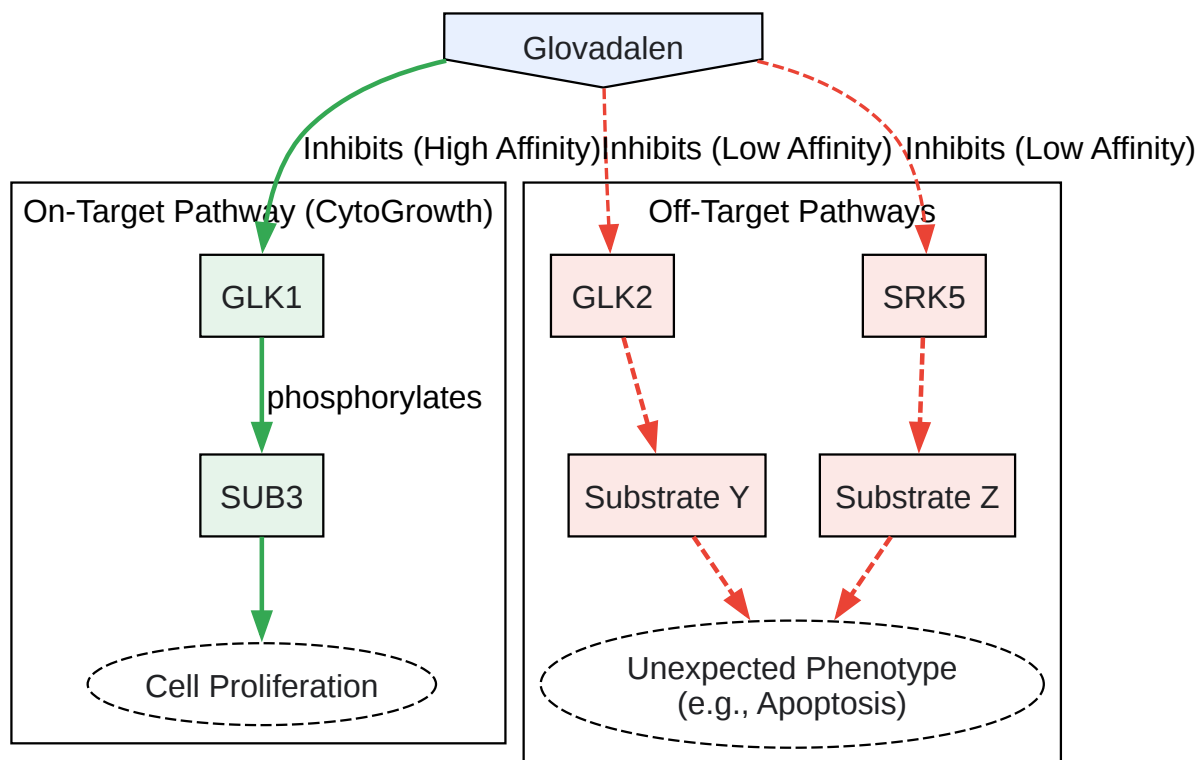 Glovadalen
Inhibits (High Affinity)
Inhibits (Low Affinity)
Inhibits (Low Affinity)
On-Target Pathway (CytoGrowth)
Off-Target Pathways
GLK1
GLK2
SRK5
phosphorylates
SUB3
Substrate Y
Substrate Z
Cell Proliferation
Unexpected Phenotype
(e.g., Apoptosis)